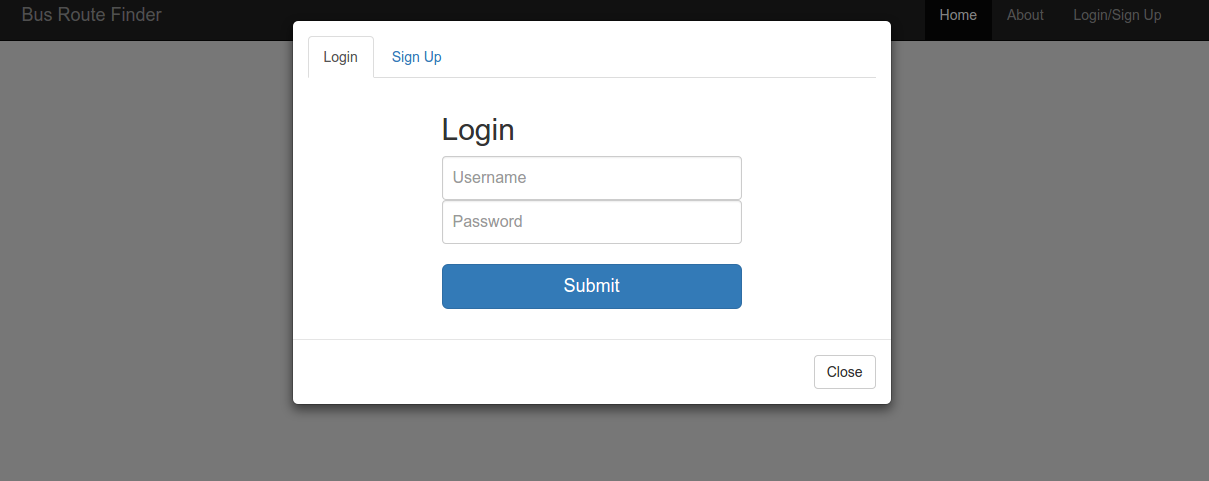 Bus Route Finder
Home About Login/Sign Up
Login Sign Up
Login
Username
Password
Submit
Close